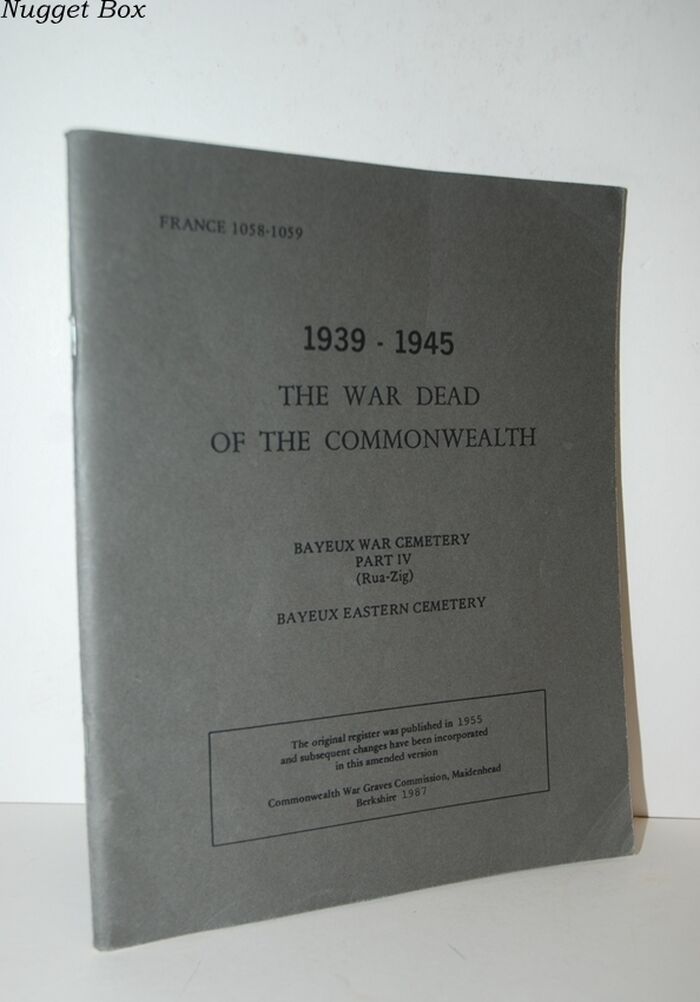 Nugget Box
FRANCE 1058-1059
1939 - 1945
THE WAR DEAD
OF THE COMMONWEALTH
BAYEUX WAR CEMETERY
PART IV
(Rua-Zig)
BAYEUX EASTERN CEMETERY
The original register was published in 1955
and subsequent changes have been incorporated
in this amended version
Commonwealth War Graves Commission, Maidenhead
Berkshire 1987